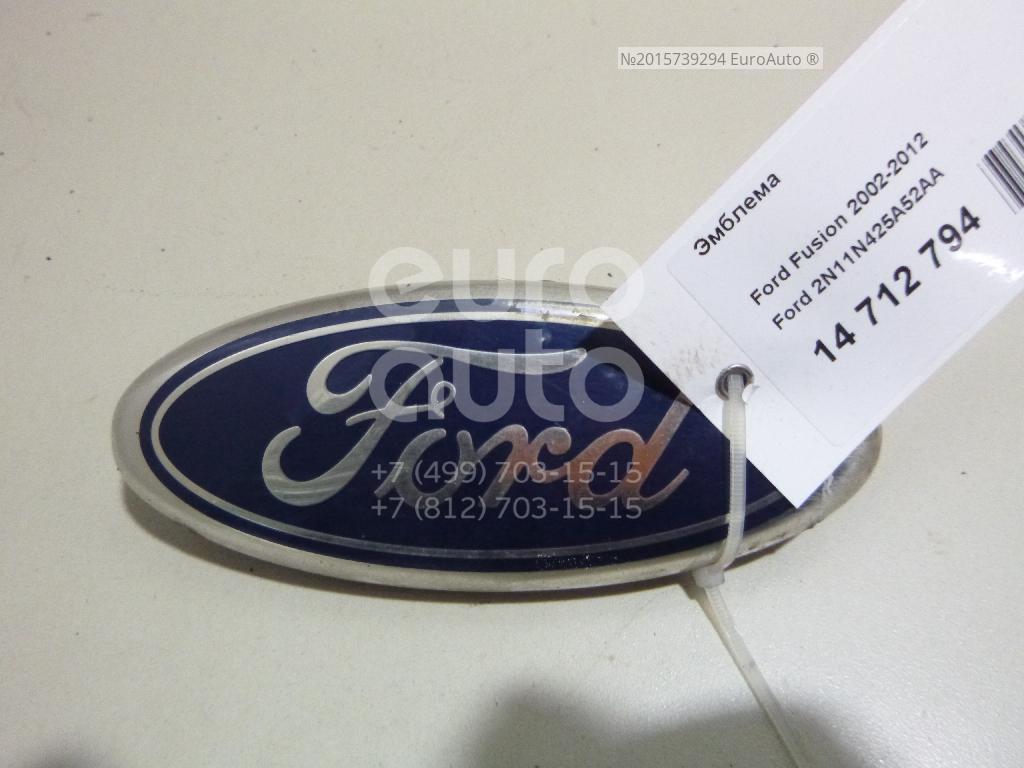 №2015739294 EuroAuto ®
Эмблема
Ford Fusion 2002-2012
Ford 2N11N425A52AA
14 712 794
euro
auto
Ford
+7 (499) 703-15-15
+7 (812) 703-15-15